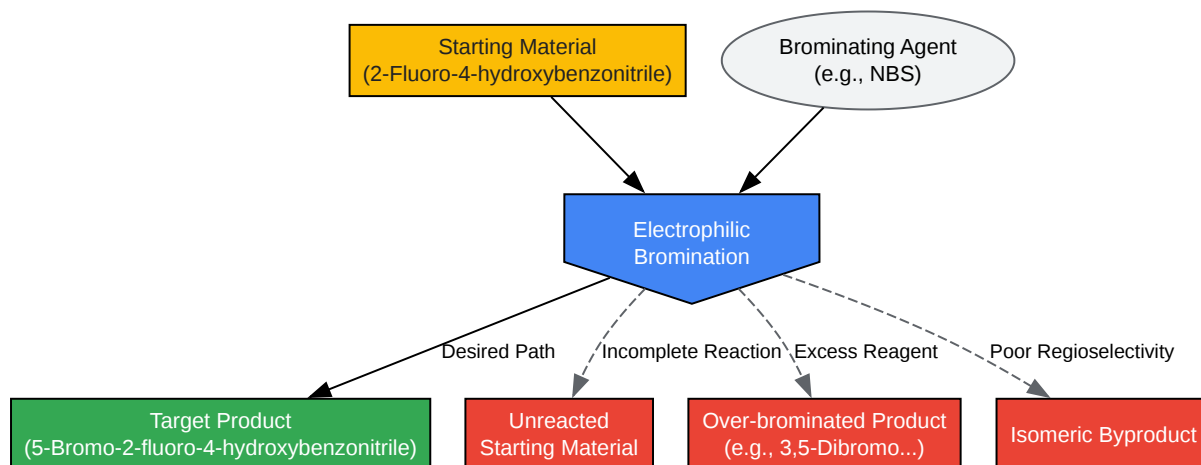 Starting Material
(2-Fluoro-4-hydroxybenzonitrile)
Brominating Agent
(e.g., NBS)
Electrophilic
Bromination
Desired Path
Incomplete Reaction
Excess Reagent
Poor Regioselectivity
Target Product
(5-Bromo-2-fluoro-4-hydroxybenzonitrile)
Unreacted
Starting Material
Over-brominated Product
(e.g., 3,5-Dibromo...)
Isomeric Byproduct